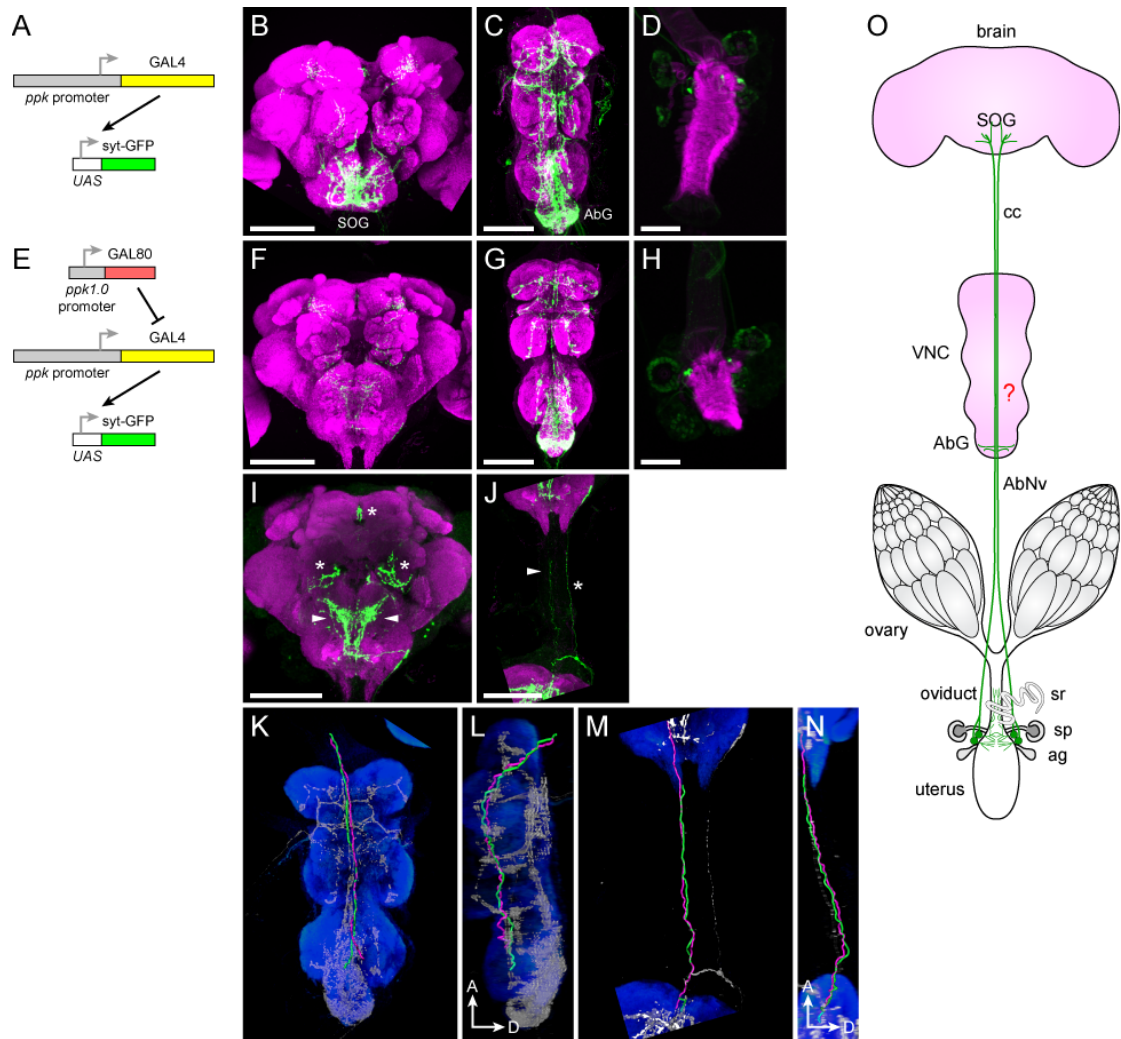 A
GAL4
ppk promoter
syt-GFP
UAS
B
SOG
C
AbG
D
E
GAL80
ppk1.0
promoter
GAL4
ppk promoter
syt-GFP
UAS
F
G
H
I
*
*
*
J
*
K
L
A
D
M
N
A
D
O
brain
SOG
cc
VNC
?
AbG
AbNv
ovary
oviduct
sr
sp
ag
uterus